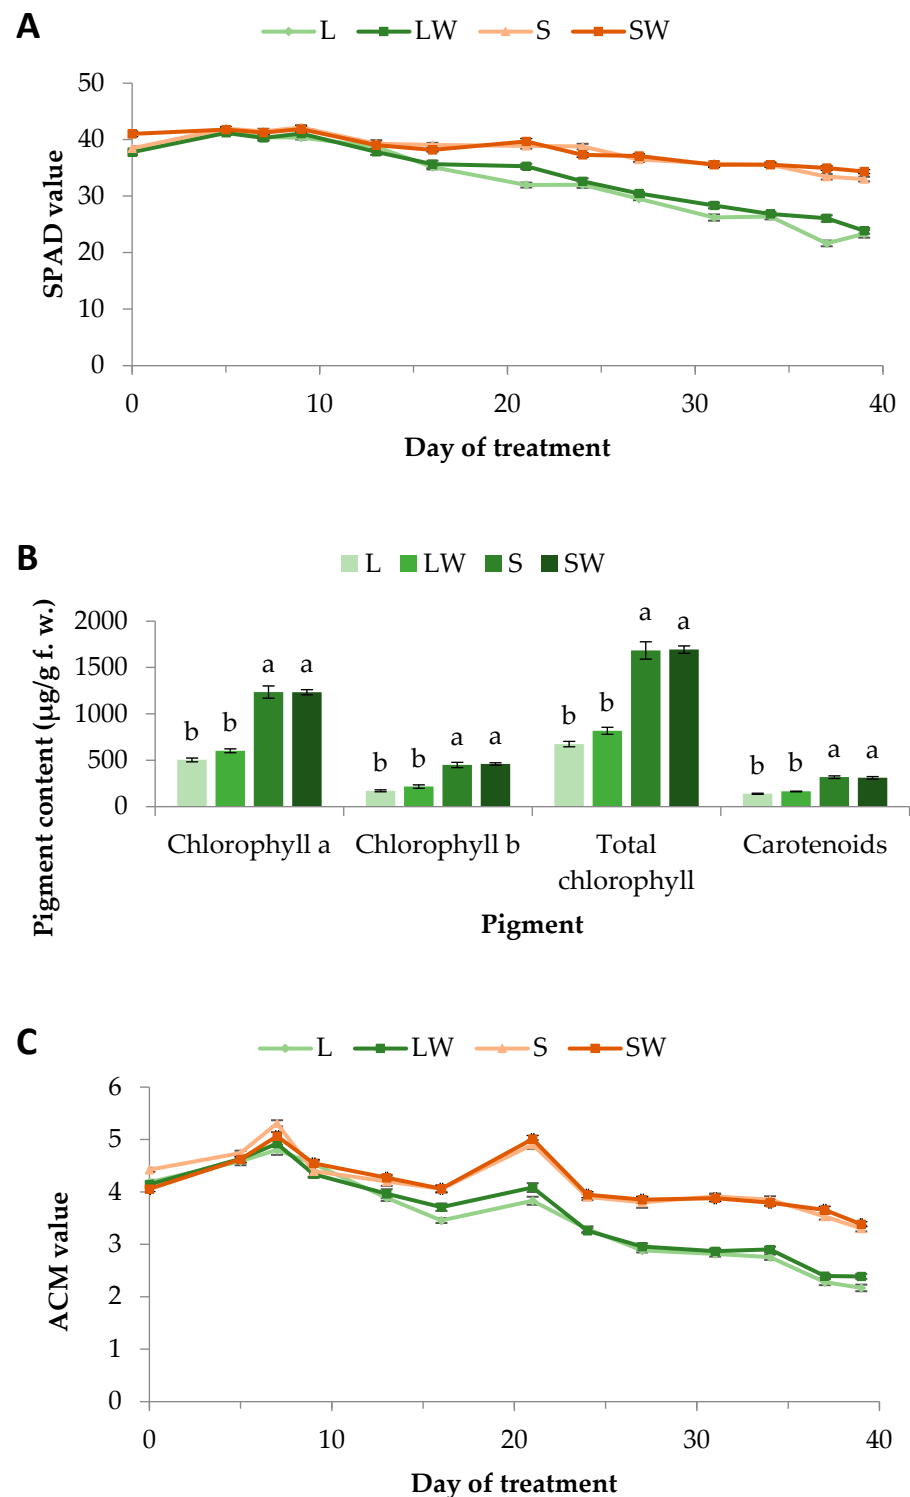 A
L LW S SW
50
40
30
20
10
0
SPAD value
0 10 20 30 40
Day of treatment
B
L LW S SW
2000
1500
1000
500
0
Pigment content (µg/g f. w.)
b b a a
b b a a
b b a a
b b a a
Chlorophyll a Chlorophyll b Total chlorophyll Carotenoids
Pigment
C
L LW S SW
6
5
4
3
2
1
0
ACM value
0 10 20 30 40
Day of treatment